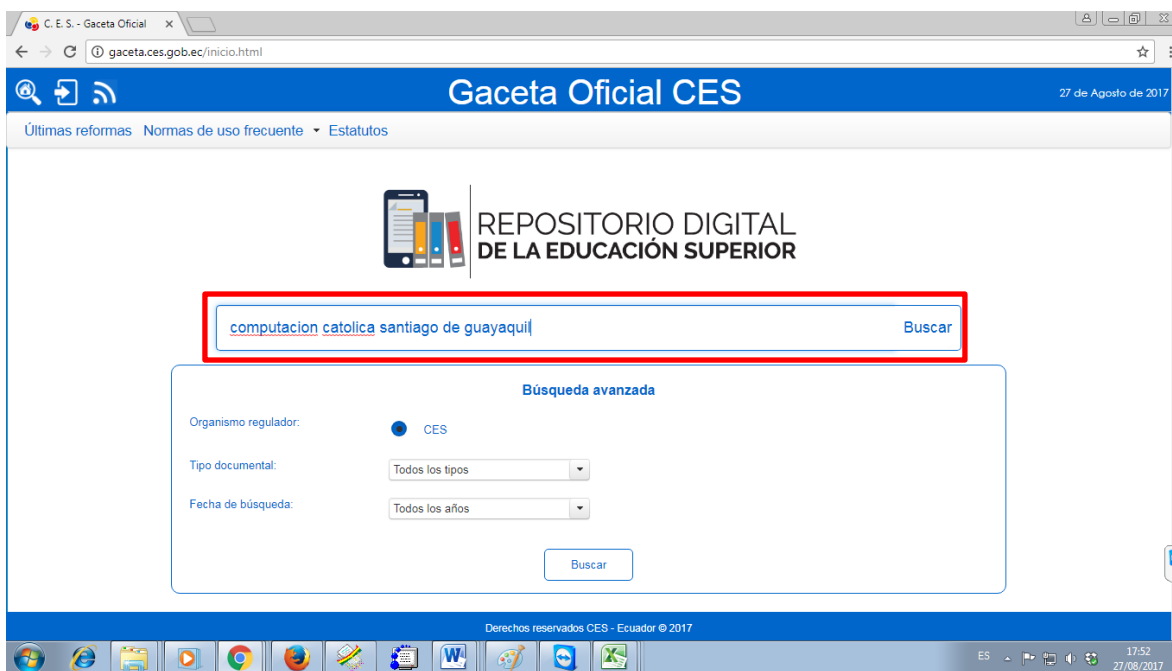 C. E. S. - Gaceta Oficial
gaceta.ces.gob.ec/inicio.html
Gaceta Oficial CES
27 de Agosto de 2017
Últimas reformas Normas de uso frecuente Estatutos
REPOSITORIO DIGITAL
DE LA EDUCACIÓN SUPERIOR
computacion catolica santiago de guayaquil Buscar
Búsqueda avanzada
Organismo regulador: CES
Tipo documental: Todos los tipos
Fecha de búsqueda: Todos los años
Buscar
Derechos reservados CES - Ecuador © 2017
ES 17:52
27/08/2017